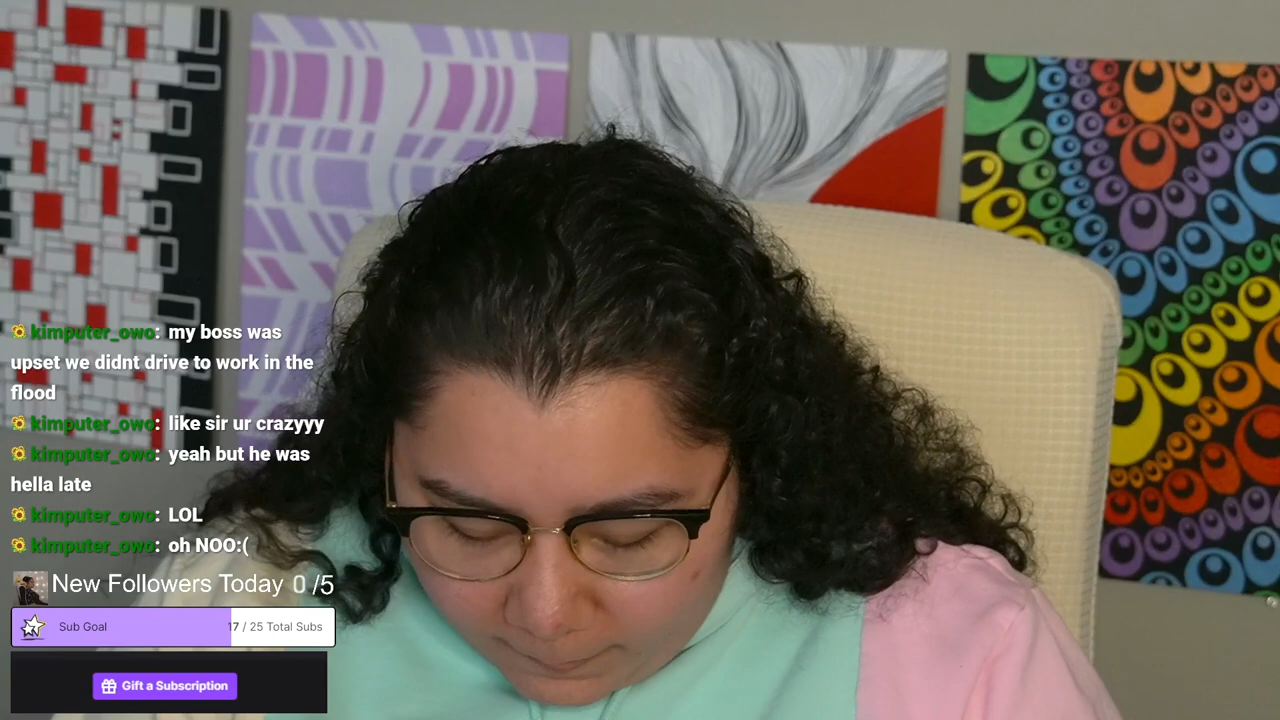 kimputer_owo: my boss was
upset we didnt drive to work in the
flood
kimputer_owo: like sir ur crazyyy
kimputer_owo: yeah but he was
hella late
kimputer_owo: LOL
kimputer_owo: oh NOO:(
New Followers Today 0 /5
Sub Goal 17 / 25 Total Subs
Gift a Subscription